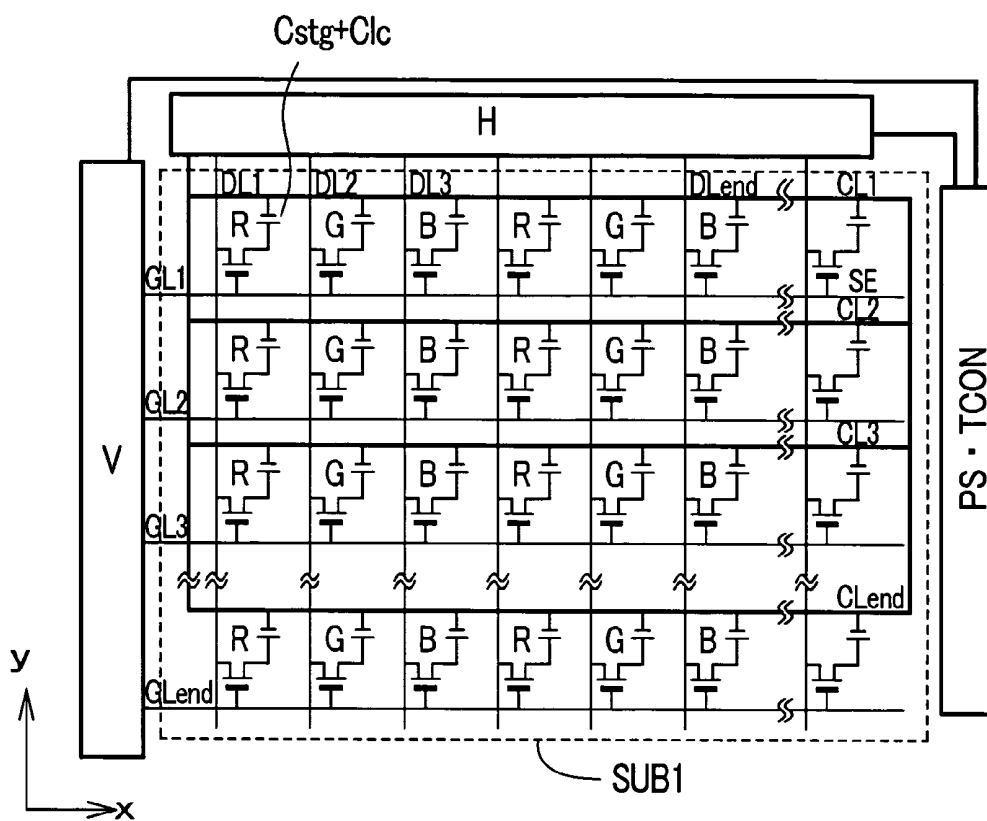 Cstg+Clc
H
DL1 DL2 DL3 DLend CL1
R G B R G B
GL1 SE
CL2
R G B R G B
GL2
CL3
V
R G B R G B
GL3
PS・TCON
CLend
R G B R G B
y
GLend
SUB1
x